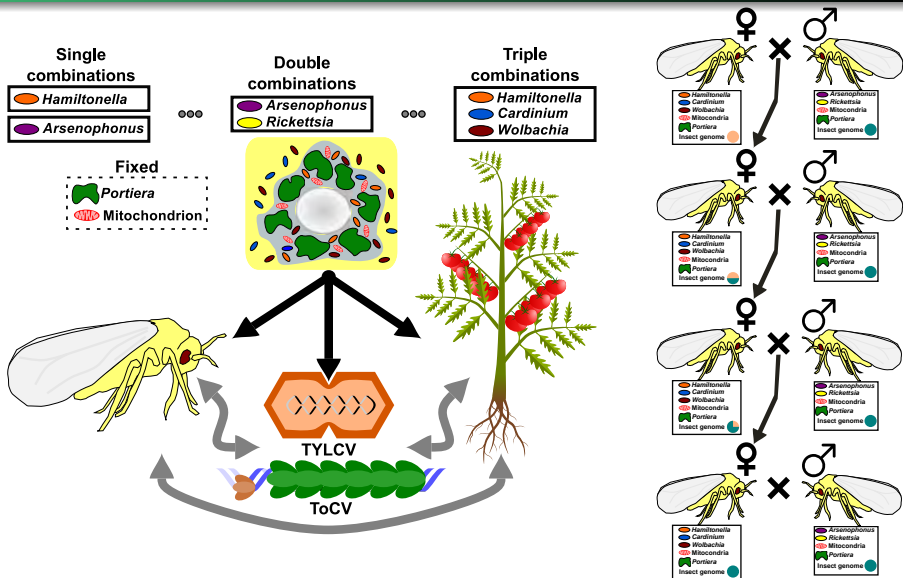 Single
combinations
Hamiltonella
Arsenophonus
Double
combinations
Arsenophonus
Rickettsia
Triple
combinations
Hamiltonella
Cardinium
Wolbachia
Fixed
Portiera
Mitochondrion
TYLCV
ToCV
♀ × ♂
Hamiltonella
Cardinium
Wolbachia
Mitocondria
Portiera
Insect genome
Arsenophonus
Rickettsia
Mitocondria
Portiera
Insect genome
♀ × ♂
Hamiltonella
Cardinium
Wolbachia
Mitocondria
Portiera
Insect genome
Arsenophonus
Rickettsia
Mitocondria
Portiera
Insect genome
♀ × ♂
Hamiltonella
Cardinium
Wolbachia
Mitocondria
Portiera
Insect genome
Arsenophonus
Rickettsia
Mitocondria
Portiera
Insect genome
♀ × ♂
Hamiltonella
Cardinium
Wolbachia
Mitocondria
Portiera
Insect genome
Arsenophonus
Rickettsia
Mitocondria
Portiera
Insect genome